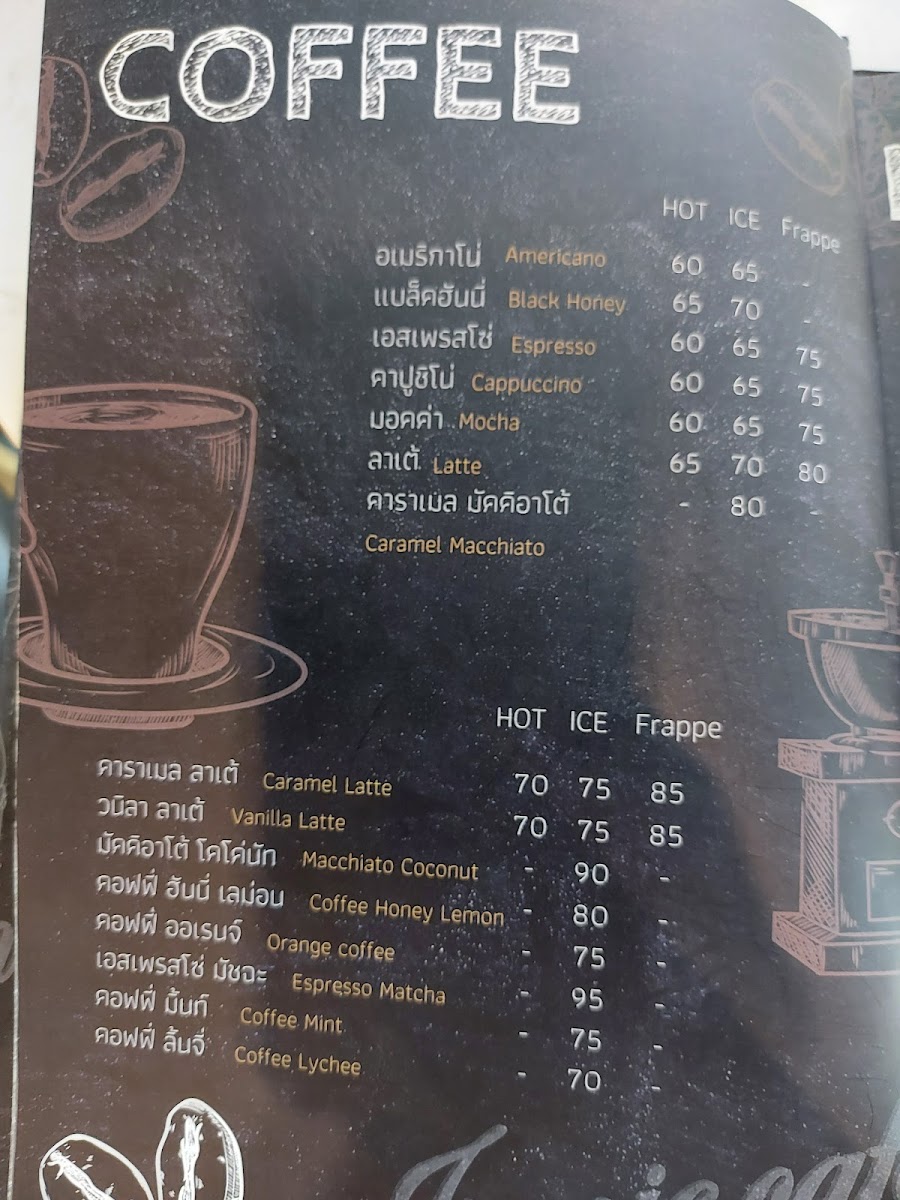 COFFEE
HOT ICE Frappe
อเมริกาโน่ Americano 60 65 -
แบล็คฮันนี่ Black Honey 65 70 -
เอสเพรสโซ่ Espresso 60 65 75
คาปูชิโน่ Cappuccino 60 65 75
มอคค่า Mocha 60 65 75
ลาเต้ Latte 65 70 80
คาราเมล มัคคิอาโต้ - 80 -
Caramel Macchiato
HOT ICE Frappe
คาราเมล ลาเต้ Caramel Latte 70 75 85
วนิลา ลาเต้ Vanilla Latte 70 75 85
มัคคิอาโต้ โคโค่นัท Macchiato Coconut - 90 -
คอฟฟี่ ฮันนี่ เลม่อน Coffee Honey Lemon - 80 -
คอฟฟี่ ออเรนจ์ Orange coffee - 75 -
เอสเพรสโซ่ มัชฉะ Espresso Matcha - 95 -
คอฟฟี่ มิ้นท์ Coffee Mint - 75 -
คอฟฟี่ ลิ้นจี่ Coffee Lychee - 70 -